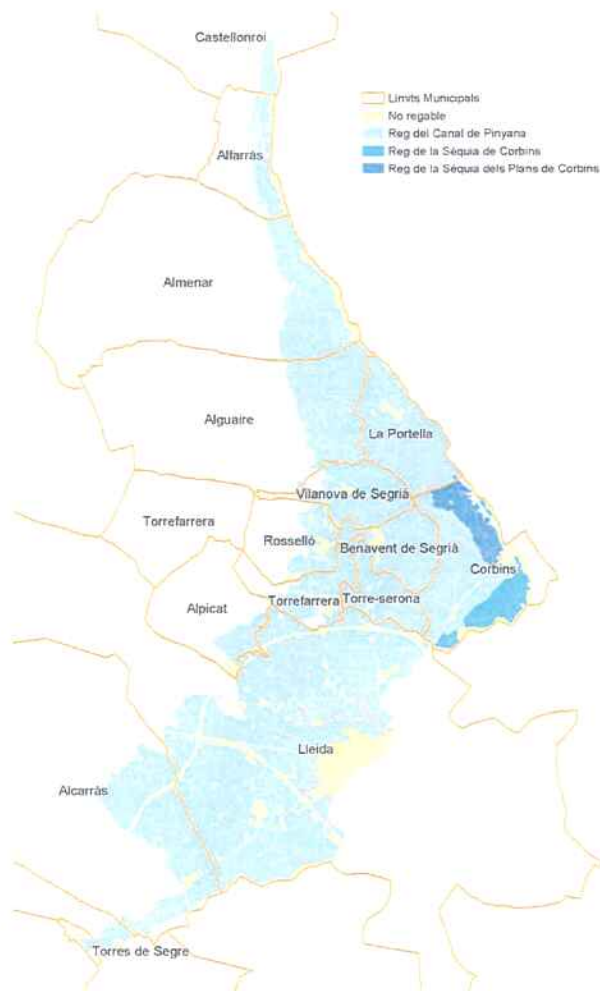 Castellonroi
Límits Municipals
No regable
Reg del Canal de Pinyana
Reg de la Séquia de Corbins
Reg de la Séquia dels Plans de Corbins
Alfarràs
Almenar
Alguaire
La Portella
Vilanova de Segrià
Torrefarrera
Rosselló
Benavent de Segrià
Corbins
Alpicat
Torrefarrera
Torre-serona
Lleida
Alcarràs
Torres de Segre